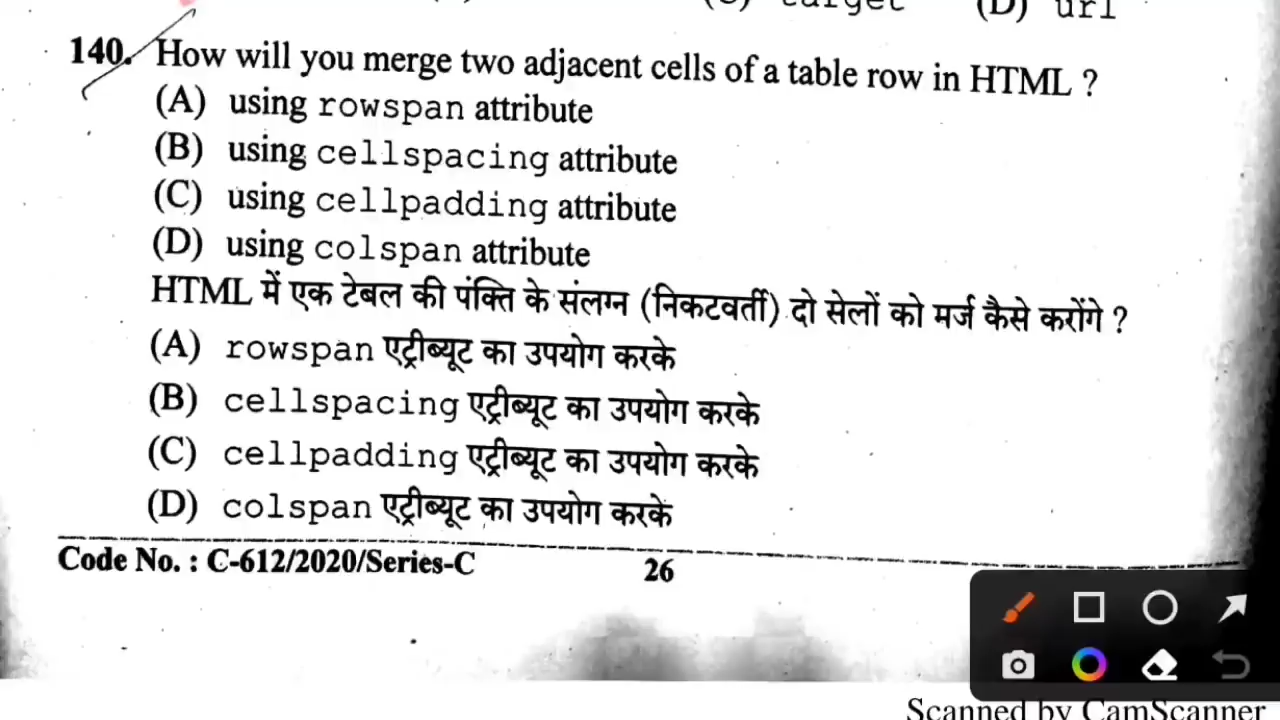 (C) target (D) url
140. How will you merge two adjacent cells of a table row in HTML ?
(A) using rowspan attribute
(B) using cellspacing attribute
(C) using cellpadding attribute
(D) using colspan attribute
HTML में एक टेबल की पंक्ति के संलग्न (निकटवर्ती) दो सेलों को मर्ज कैसे करोंगे ?
(A) rowspan एट्रीब्यूट का उपयोग करके
(B) cellspacing एट्रीब्यूट का उपयोग करके
(C) cellpadding एट्रीब्यूट का उपयोग करके
(D) colspan एट्रीब्यूट का उपयोग करके
Code No. : C-612/2020/Series-C 26
Scanned by CamScanner